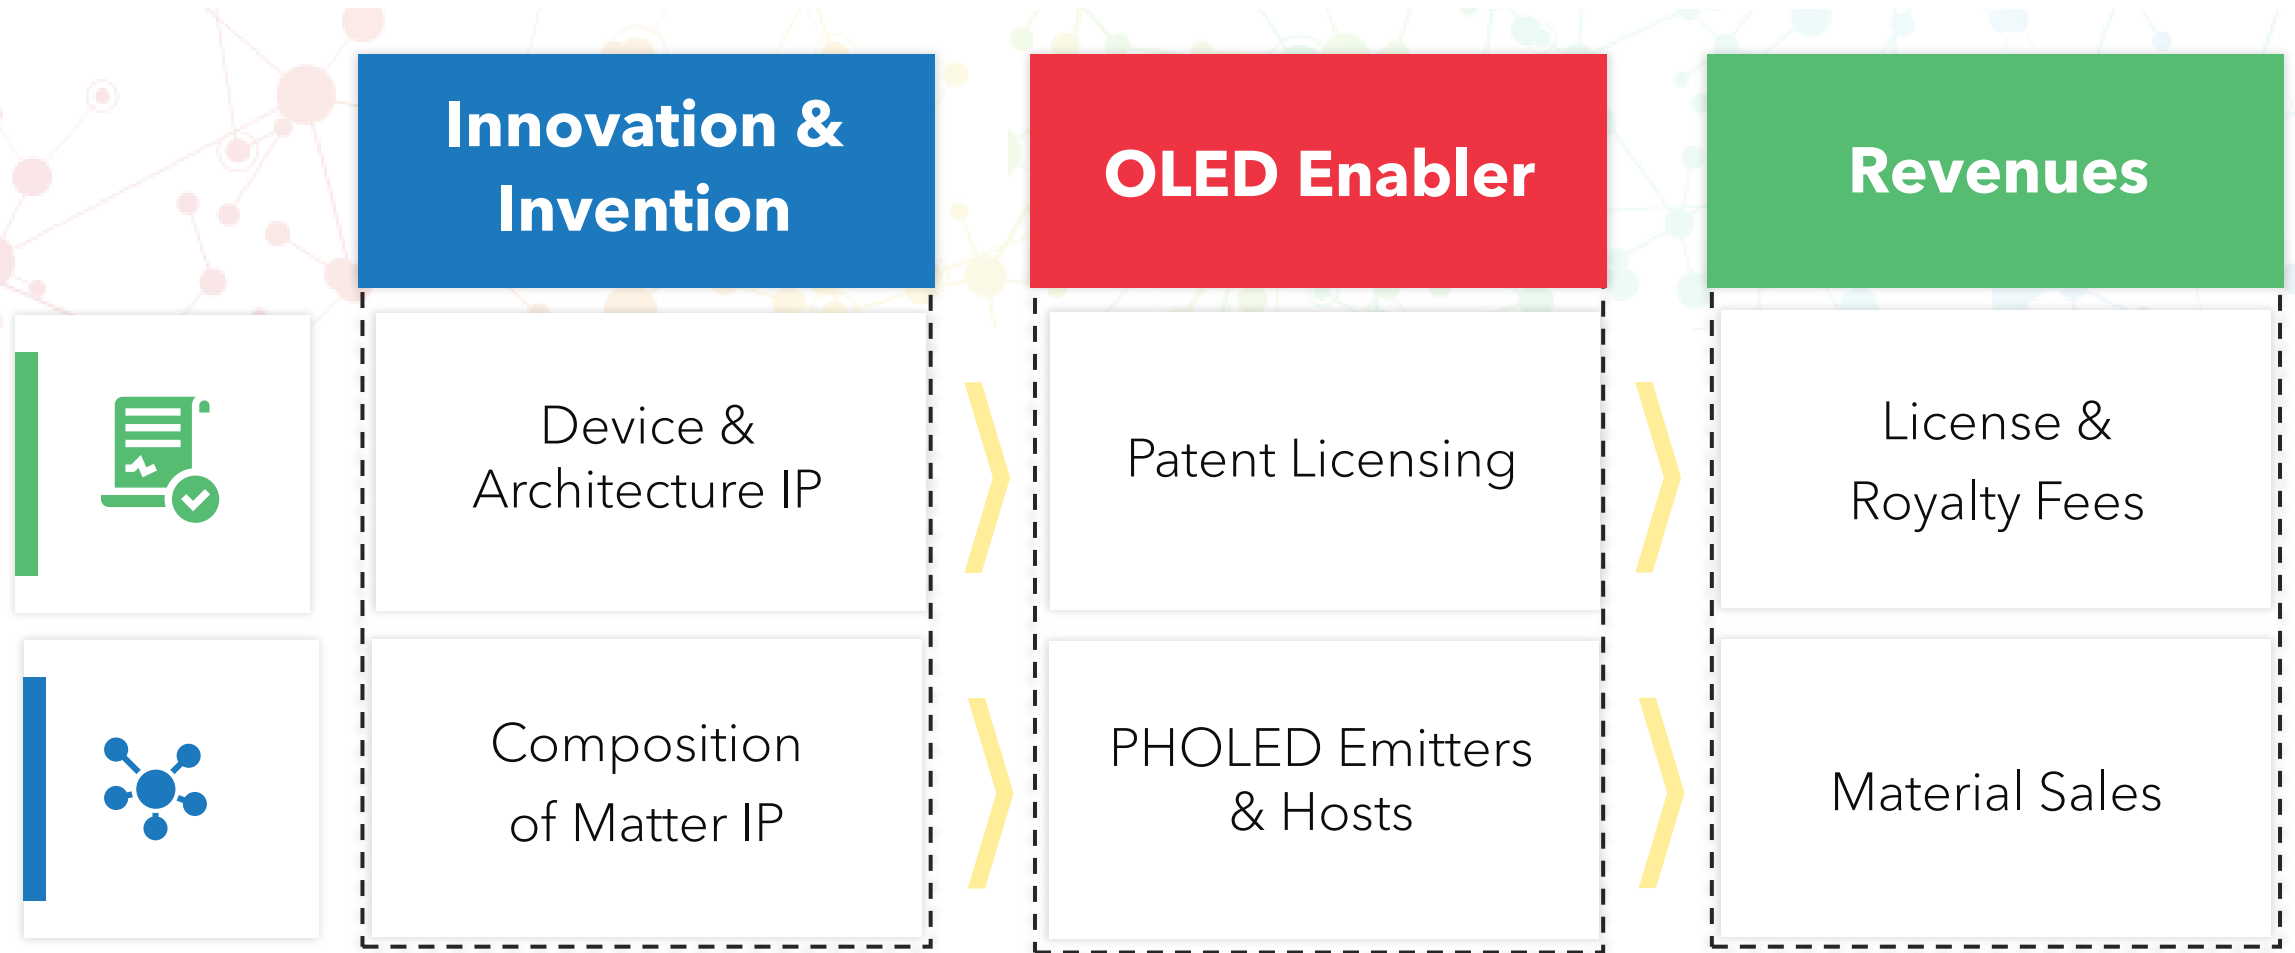 Innovation &
Invention
OLED Enabler
Revenues
Device &
Architecture IP
Patent Licensing
License &
Royalty Fees
Composition
of Matter IP
PHOLED Emitters
& Hosts
Material Sales